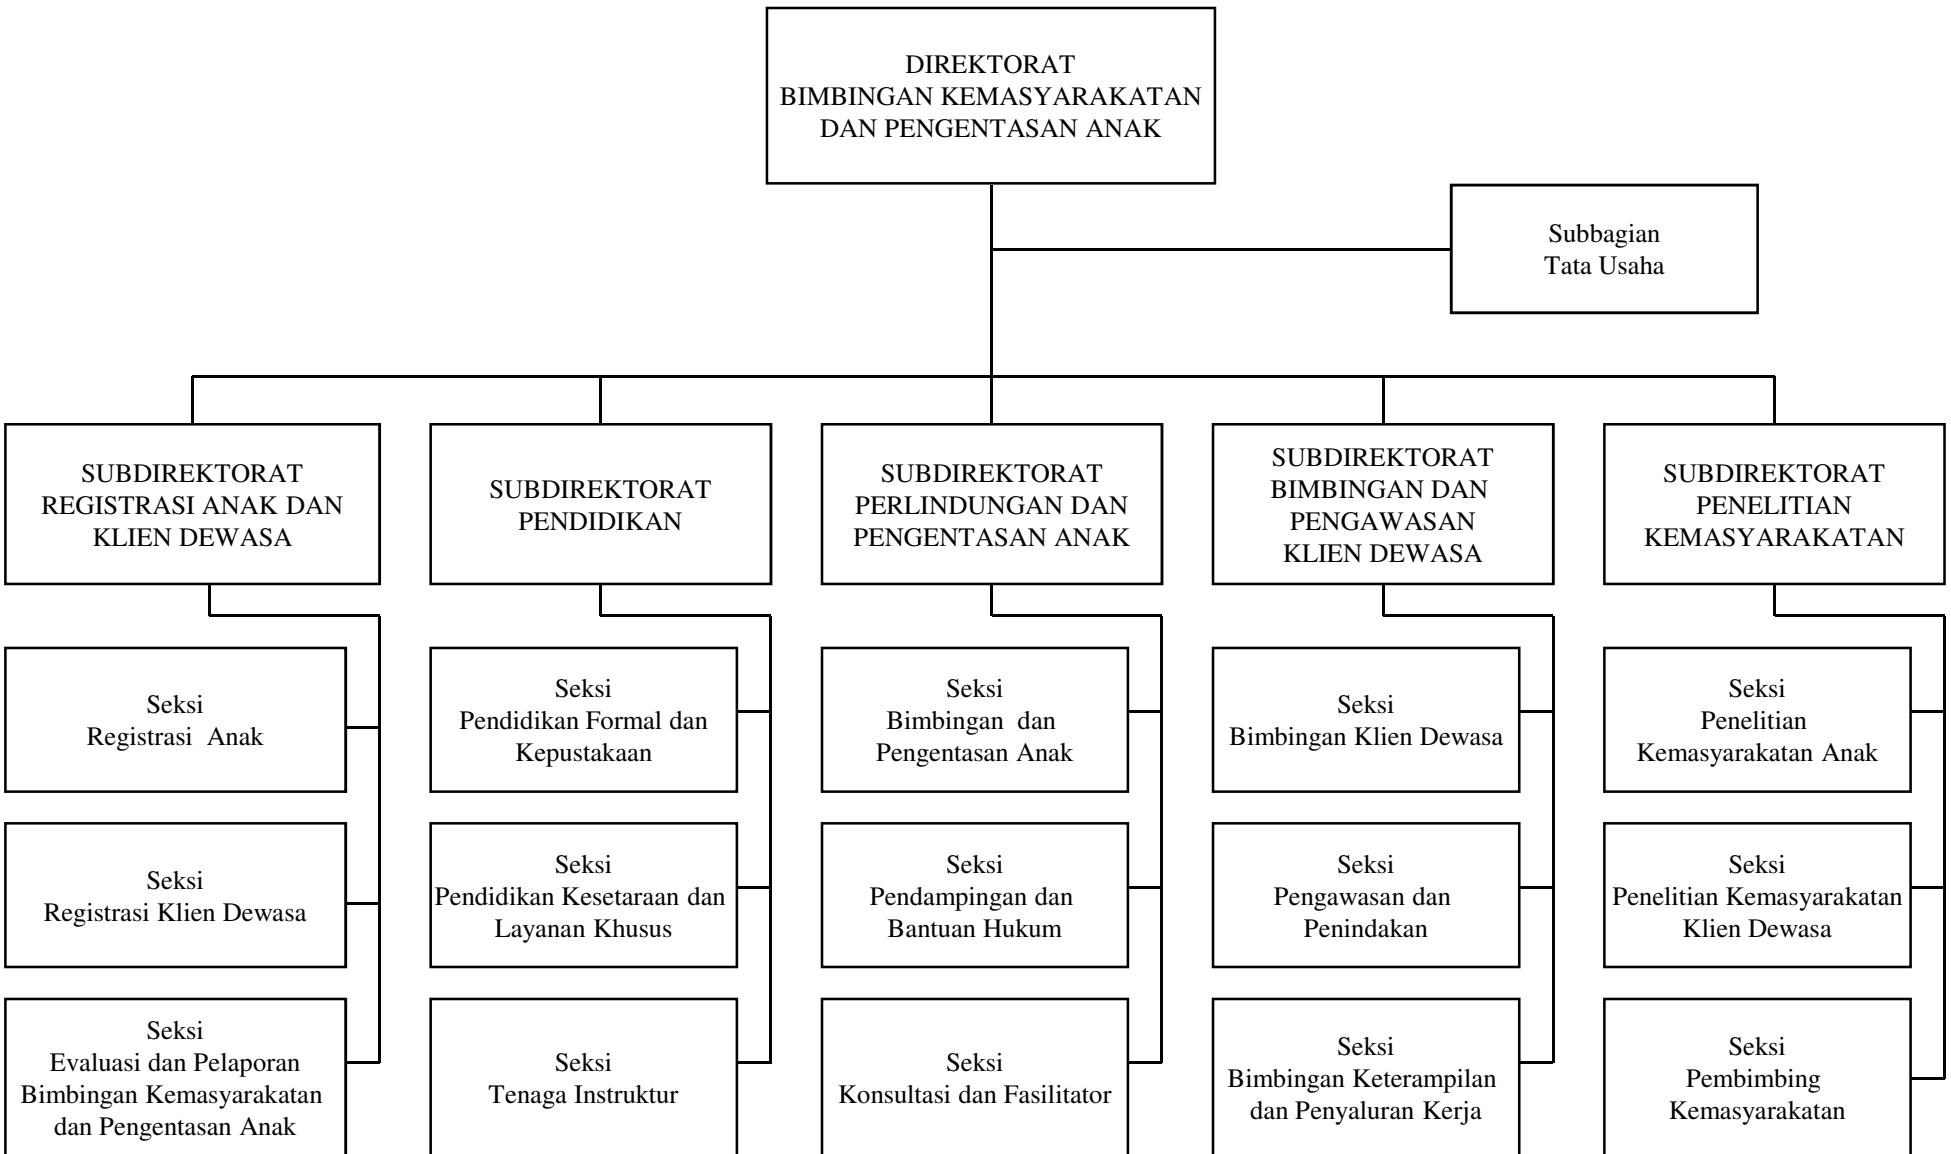 DIREKTORAT
BIMBINGAN KEMASYARAKATAN
DAN PENGENTASAN ANAK
Subbagian
Tata Usaha
SUBDIREKTORAT
REGISTRASI ANAK DAN
KLIEN DEWASA
SUBDIREKTORAT
PENDIDIKAN
SUBDIREKTORAT
PERLINDUNGAN DAN
PENGENTASAN ANAK
SUBDIREKTORAT
BIMBINGAN DAN
PENGAWASAN
KLIEN DEWASA
SUBDIREKTORAT
PENELITIAN
KEMASYARAKATAN
Seksi
Registrasi Anak
Seksi
Pendidikan Formal dan
Kepustakaan
Seksi
Bimbingan dan
Pengentasan Anak
Seksi
Bimbingan Klien Dewasa
Seksi
Penelitian
Kemasyarakatan Anak
Seksi
Registrasi Klien Dewasa
Seksi
Pendidikan Kesetaraan dan
Layanan Khusus
Seksi
Pendampingan dan
Bantuan Hukum
Seksi
Pengawasan dan
Penindakan
Seksi
Penelitian Kemasyarakatan
Klien Dewasa
Seksi
Evaluasi dan Pelaporan
Bimbingan Kemasyarakatan
dan Pengentasan Anak
Seksi
Tenaga Instruktur
Seksi
Konsultasi dan Fasilitator
Seksi
Bimbingan Keterampilan
dan Penyaluran Kerja
Seksi
Pembimbing
Kemasyarakatan